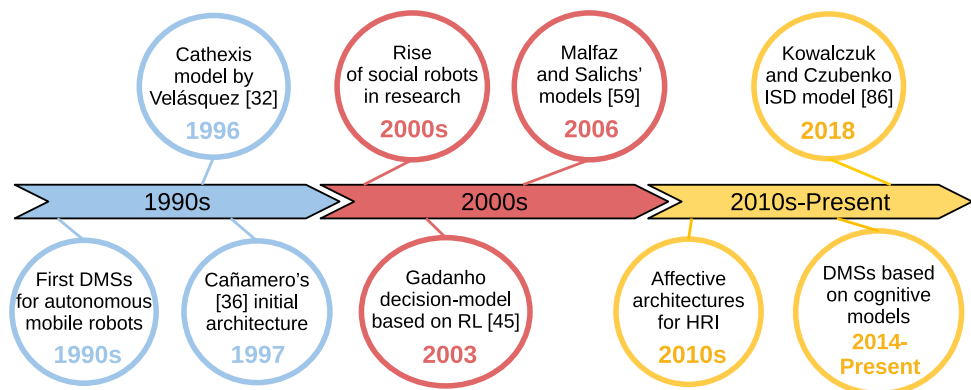 Cathexis
model by
Velásquez [32]
1996
Rise
of social robots
in research
2000s
Malfaz
and Salichs'
models [59]
2006
Kowalczuk
and Czubenko
ISD model [86]
2018
1990s
2000s
2010s-Present
First DMSs
for autonomous
mobile robots
1990s
Cañamero's
[36] initial
architecture
1997
Gadanho
decision-model
based on RL [45]
2003
Affective
architectures
for HRI
2010s
DMSs based
on cognitive
models
2014-
Present